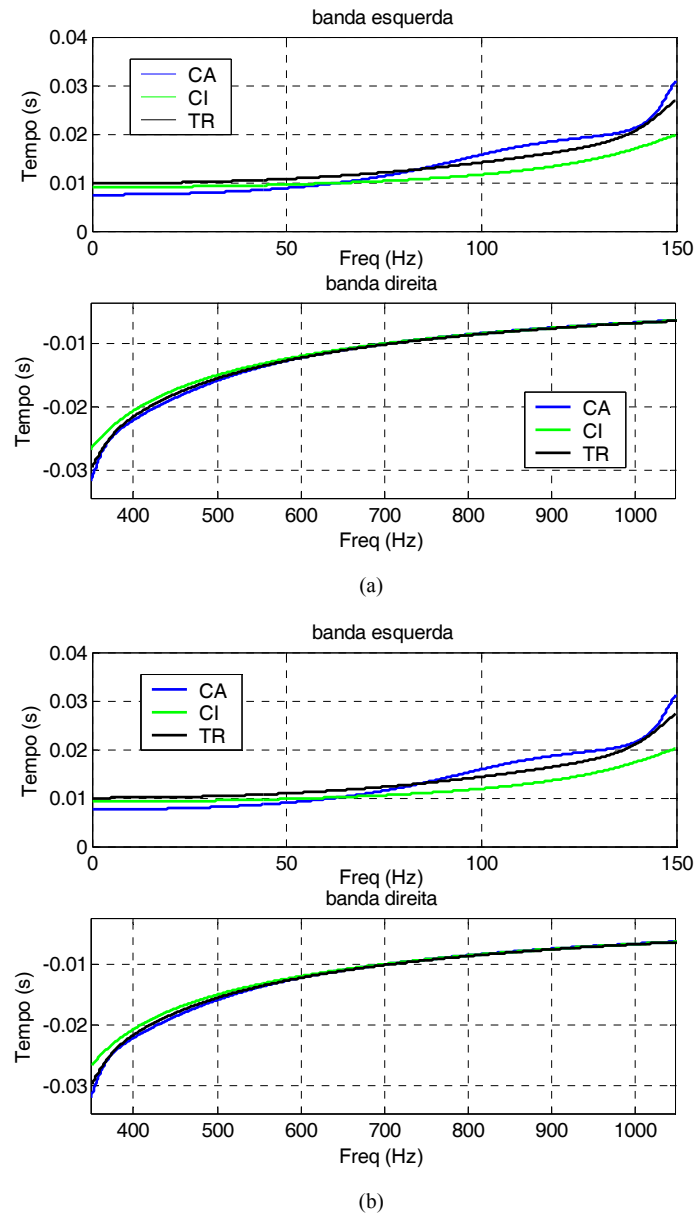 banda esquerda
0.04
0.03
0.02
0.01
0
Tempo (s)
CA
CI
TR
0 50 100 150
Freq (Hz)
banda direita
-0.01
-0.02
-0.03
Tempo (s)
CA
CI
TR
400 500 600 700 800 900 1000
Freq (Hz)
(a)
banda esquerda
0.04
0.03
0.02
0.01
0
Tempo (s)
CA
CI
TR
0 50 100 150
Freq (Hz)
banda direita
-0.01
-0.02
-0.03
Tempo (s)
400 500 600 700 800 900 1000
Freq (Hz)
(b)